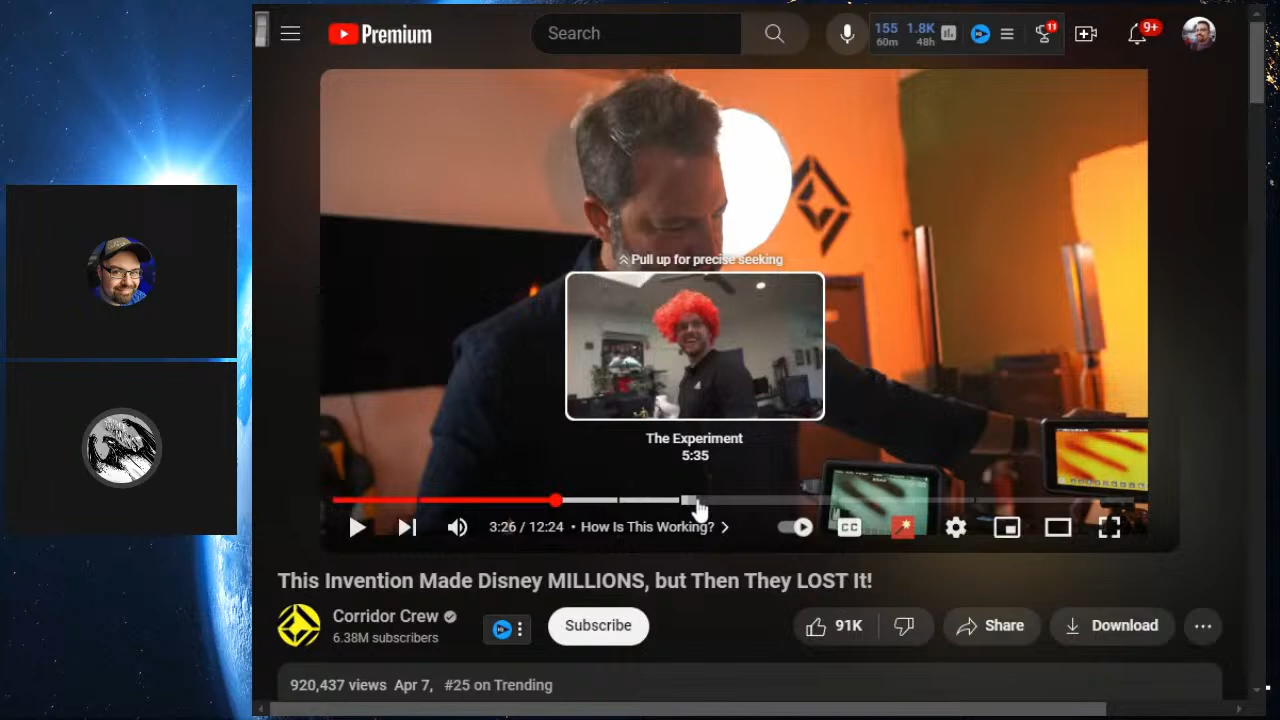 Premium
Search
155 1.8K
60m 48h
11
9+
Pull up for precise seeking
The Experiment
5:35
3:26 / 12:24 • How Is This Working?
CC
This Invention Made Disney MILLIONS, but Then They LOST It!
Corridor Crew
6.38M subscribers
Subscribe
91K
Share
Download
920,437 views Apr 7, #25 on Trending